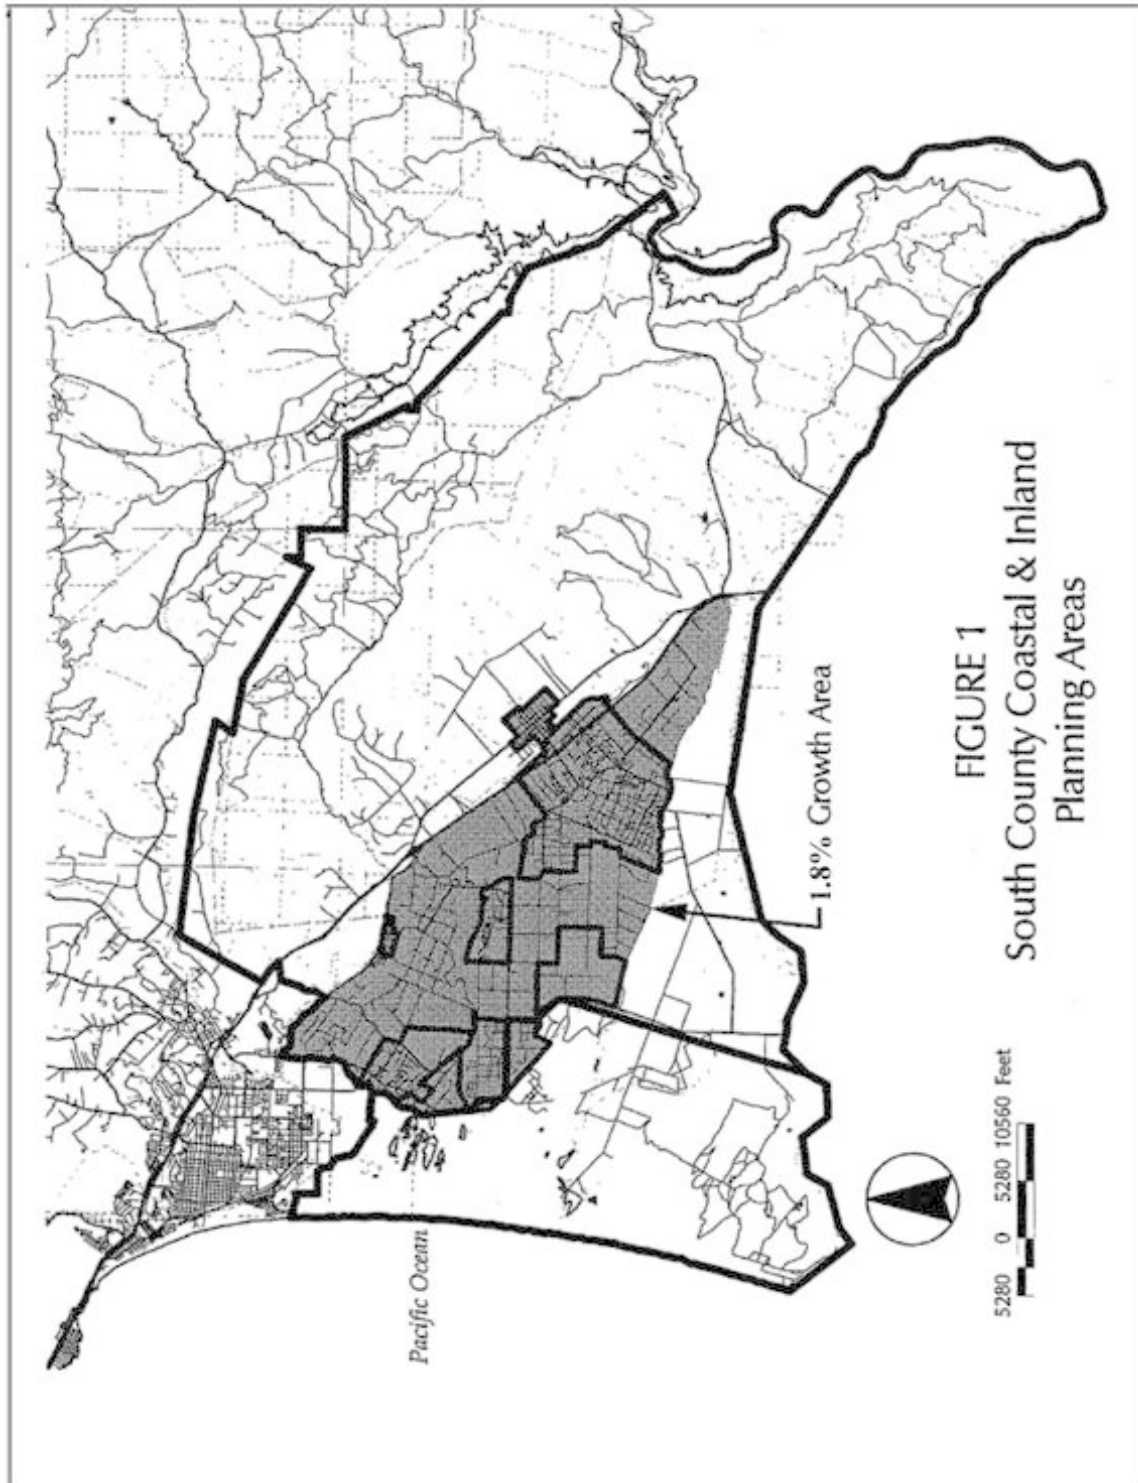 Pacific Ocean
1.8% Growth Area
5280 0 5280 10560 Feet
FIGURE 1
South County Coastal & Inland
Planning Areas